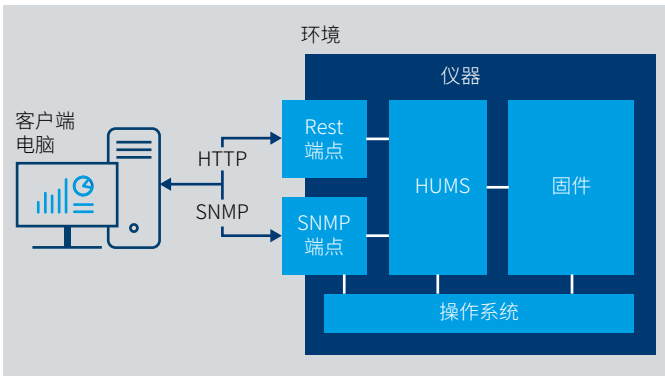 环境
仪器
客户端
电脑
HTTP
SNMP
Rest
端点
SNMP
端点
HUMS
固件
操作系统